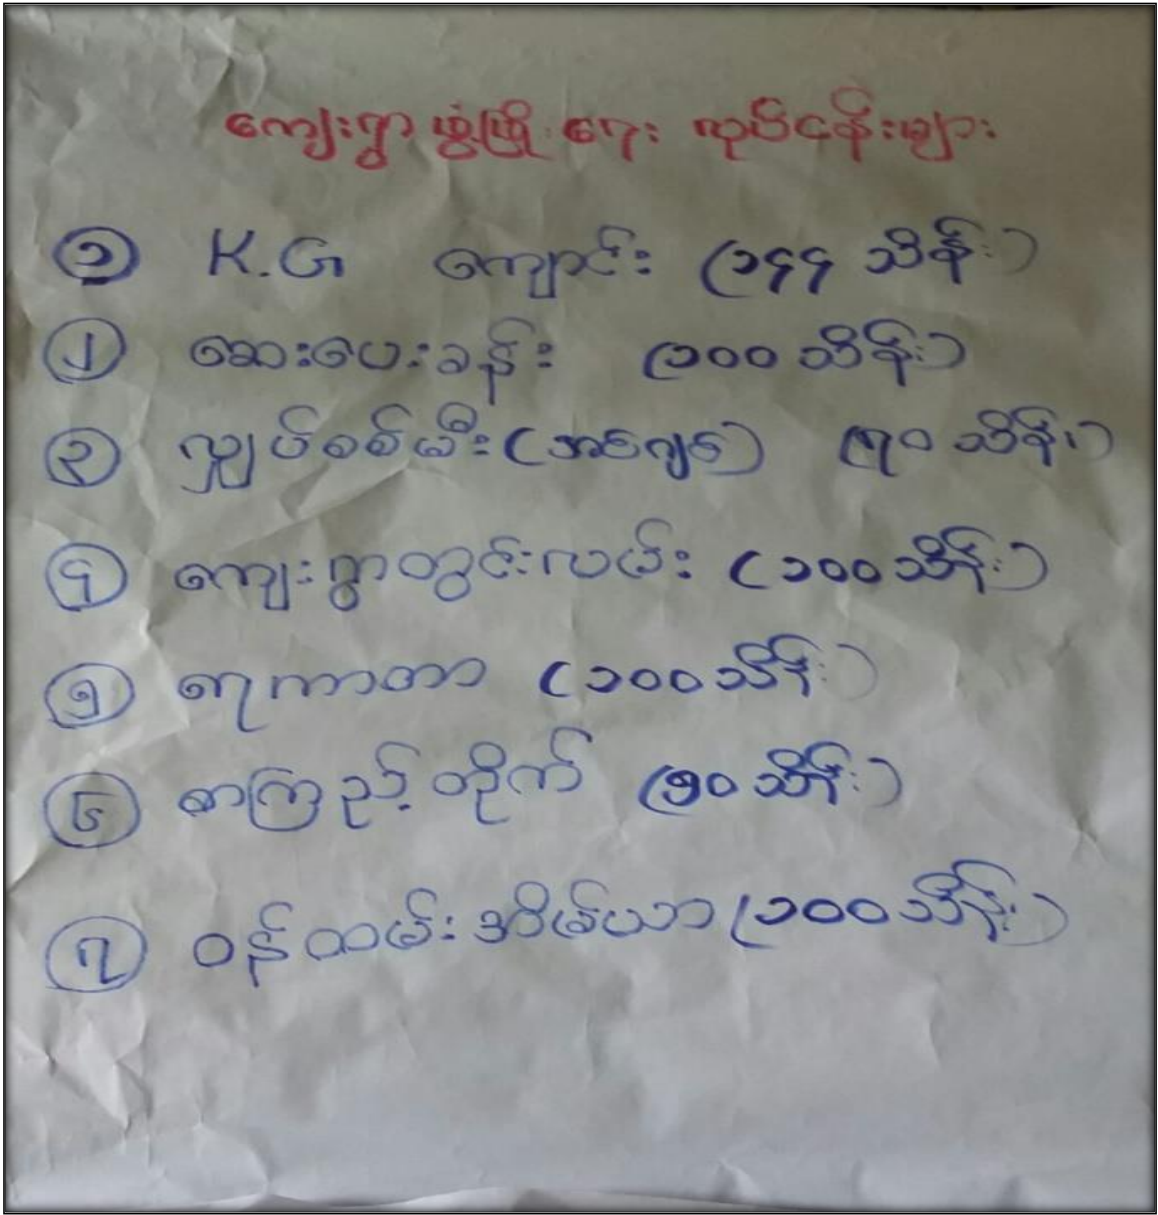 ကျေးရွာ ဖွံ့ဖြိုးရေး လုပ်ငန်းများ
၁ K.G ကျောင်း (၁၄၄ သိန်း)
၂ ဆေးပေးခန်း (၁၀၀ သိန်း)
၃ လျှပ်စစ်မီး (အငှေ့) (၇၀ သိန်း)
၄ ကျေးရွာတွင်းလမ်း (၁၀၀ သိန်း)
၅ ရေကာတာ (၁၀၀ သိန်း)
၆ စာကြည့်တိုက် (၅၀ သိန်း)
၇ ဝန်ထမ်းအိမ်ယာ (၁၀၀ သိန်း)